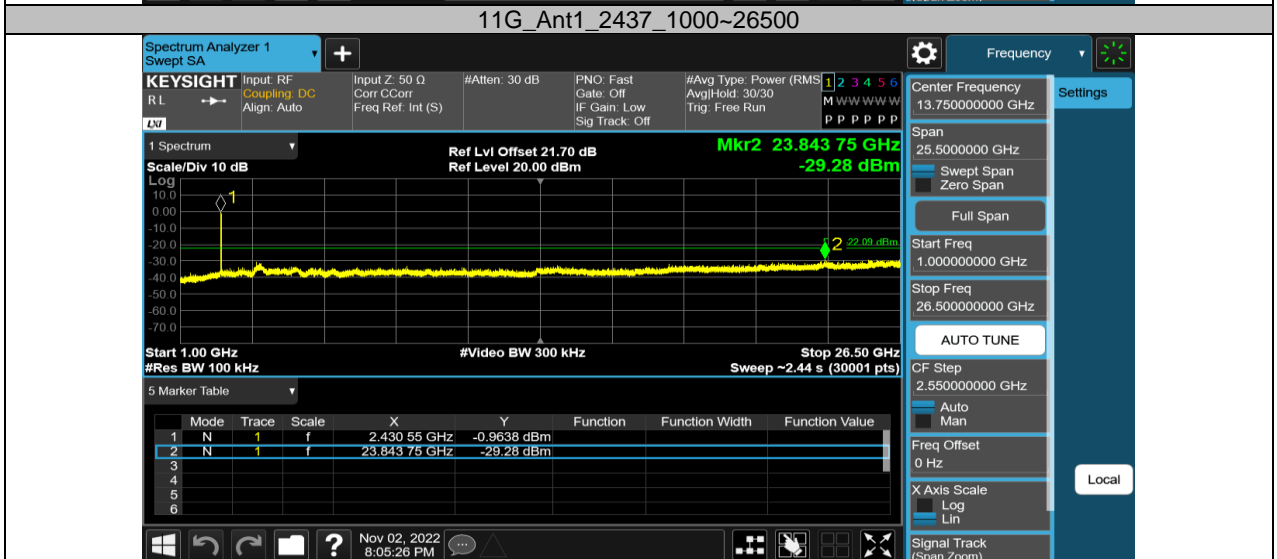 11G_Ant1_2437_1000~26500
Spectrum Analyzer 1
Swept SA
Frequency
KEYSIGHT
RL
LXI
Input: RF
Coupling: DC
Align: Auto
Input Z: 50 Ω
Corr CCorr
Freq Ref: Int (S)
#Atten: 30 dB
PNO: Fast
Gate: Off
IF Gain: Low
Sig Track: Off
#Avg Type: Power (RMS
Avg|Hold: 30/30
Trig: Free Run
1 2 3 4 5 6
M W W W W W
P P P P P P
Center Frequency
13.750000000 GHz
Settings
Span
25.5000000 GHz
Swept Span
Zero Span
Full Span
Start Freq
1.000000000 GHz
Stop Freq
26.500000000 GHz
AUTO TUNE
CF Step
2.550000000 GHz
Auto
Man
Freq Offset
0 Hz
X Axis Scale
Log
Lin
Signal Track
(Span Zoom)
Local
1 Spectrum
Scale/Div 10 dB
Ref Lvl Offset 21.70 dB
Ref Level 20.00 dBm
Mkr2 23.843 75 GHz
-29.28 dBm
Log
10.0
0.00
-10.0
-20.0
-30.0
-40.0
-50.0
-60.0
-70.0
1
2
-22.09 dBm
Start 1.00 GHz
#Res BW 100 kHz
#Video BW 300 kHz
Stop 26.50 GHz
Sweep ~2.44 s (30001 pts)
5 Marker Table
Mode Trace Scale X Y Function Function Width Function Value
1 N 1 f 2.430 55 GHz -0.9638 dBm
2 N 1 f 23.843 75 GHz -29.28 dBm
3
4
5
6
?
Nov 02, 2022
8:05:26 PM